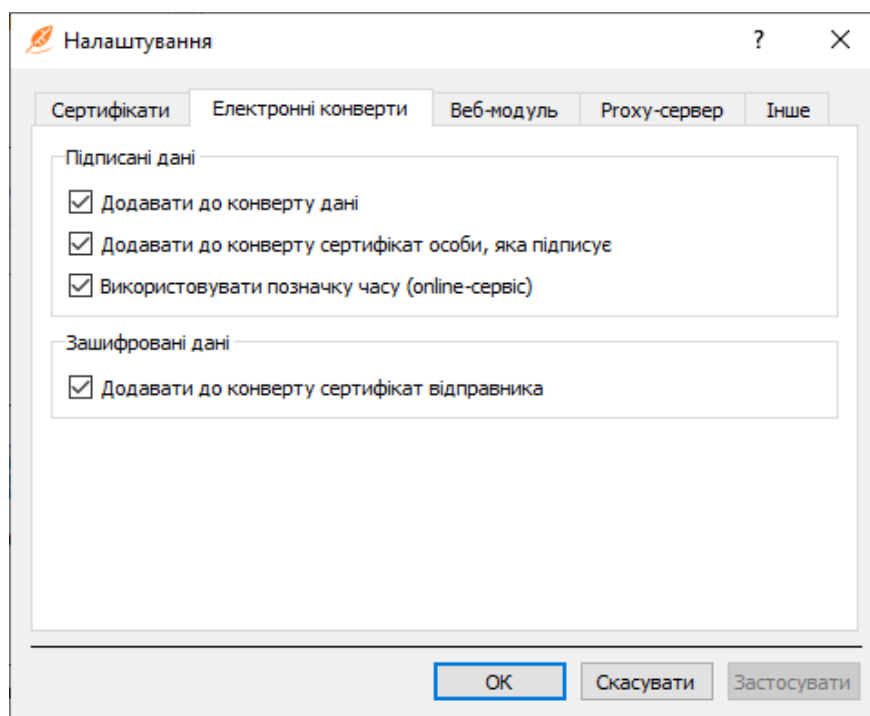 Налаштування
?
Сертифікати Електронні конверти Веб-модуль Proxy-сервер Інше
Підписані дані
Додавати до конверту дані
Додавати до конверту сертифікат особи, яка підписує
Використовувати позначку часу (online-сервіс)
Зашифровані дані
Додавати до конверту сертифікат відправника
ОК Скасувати Застосувати